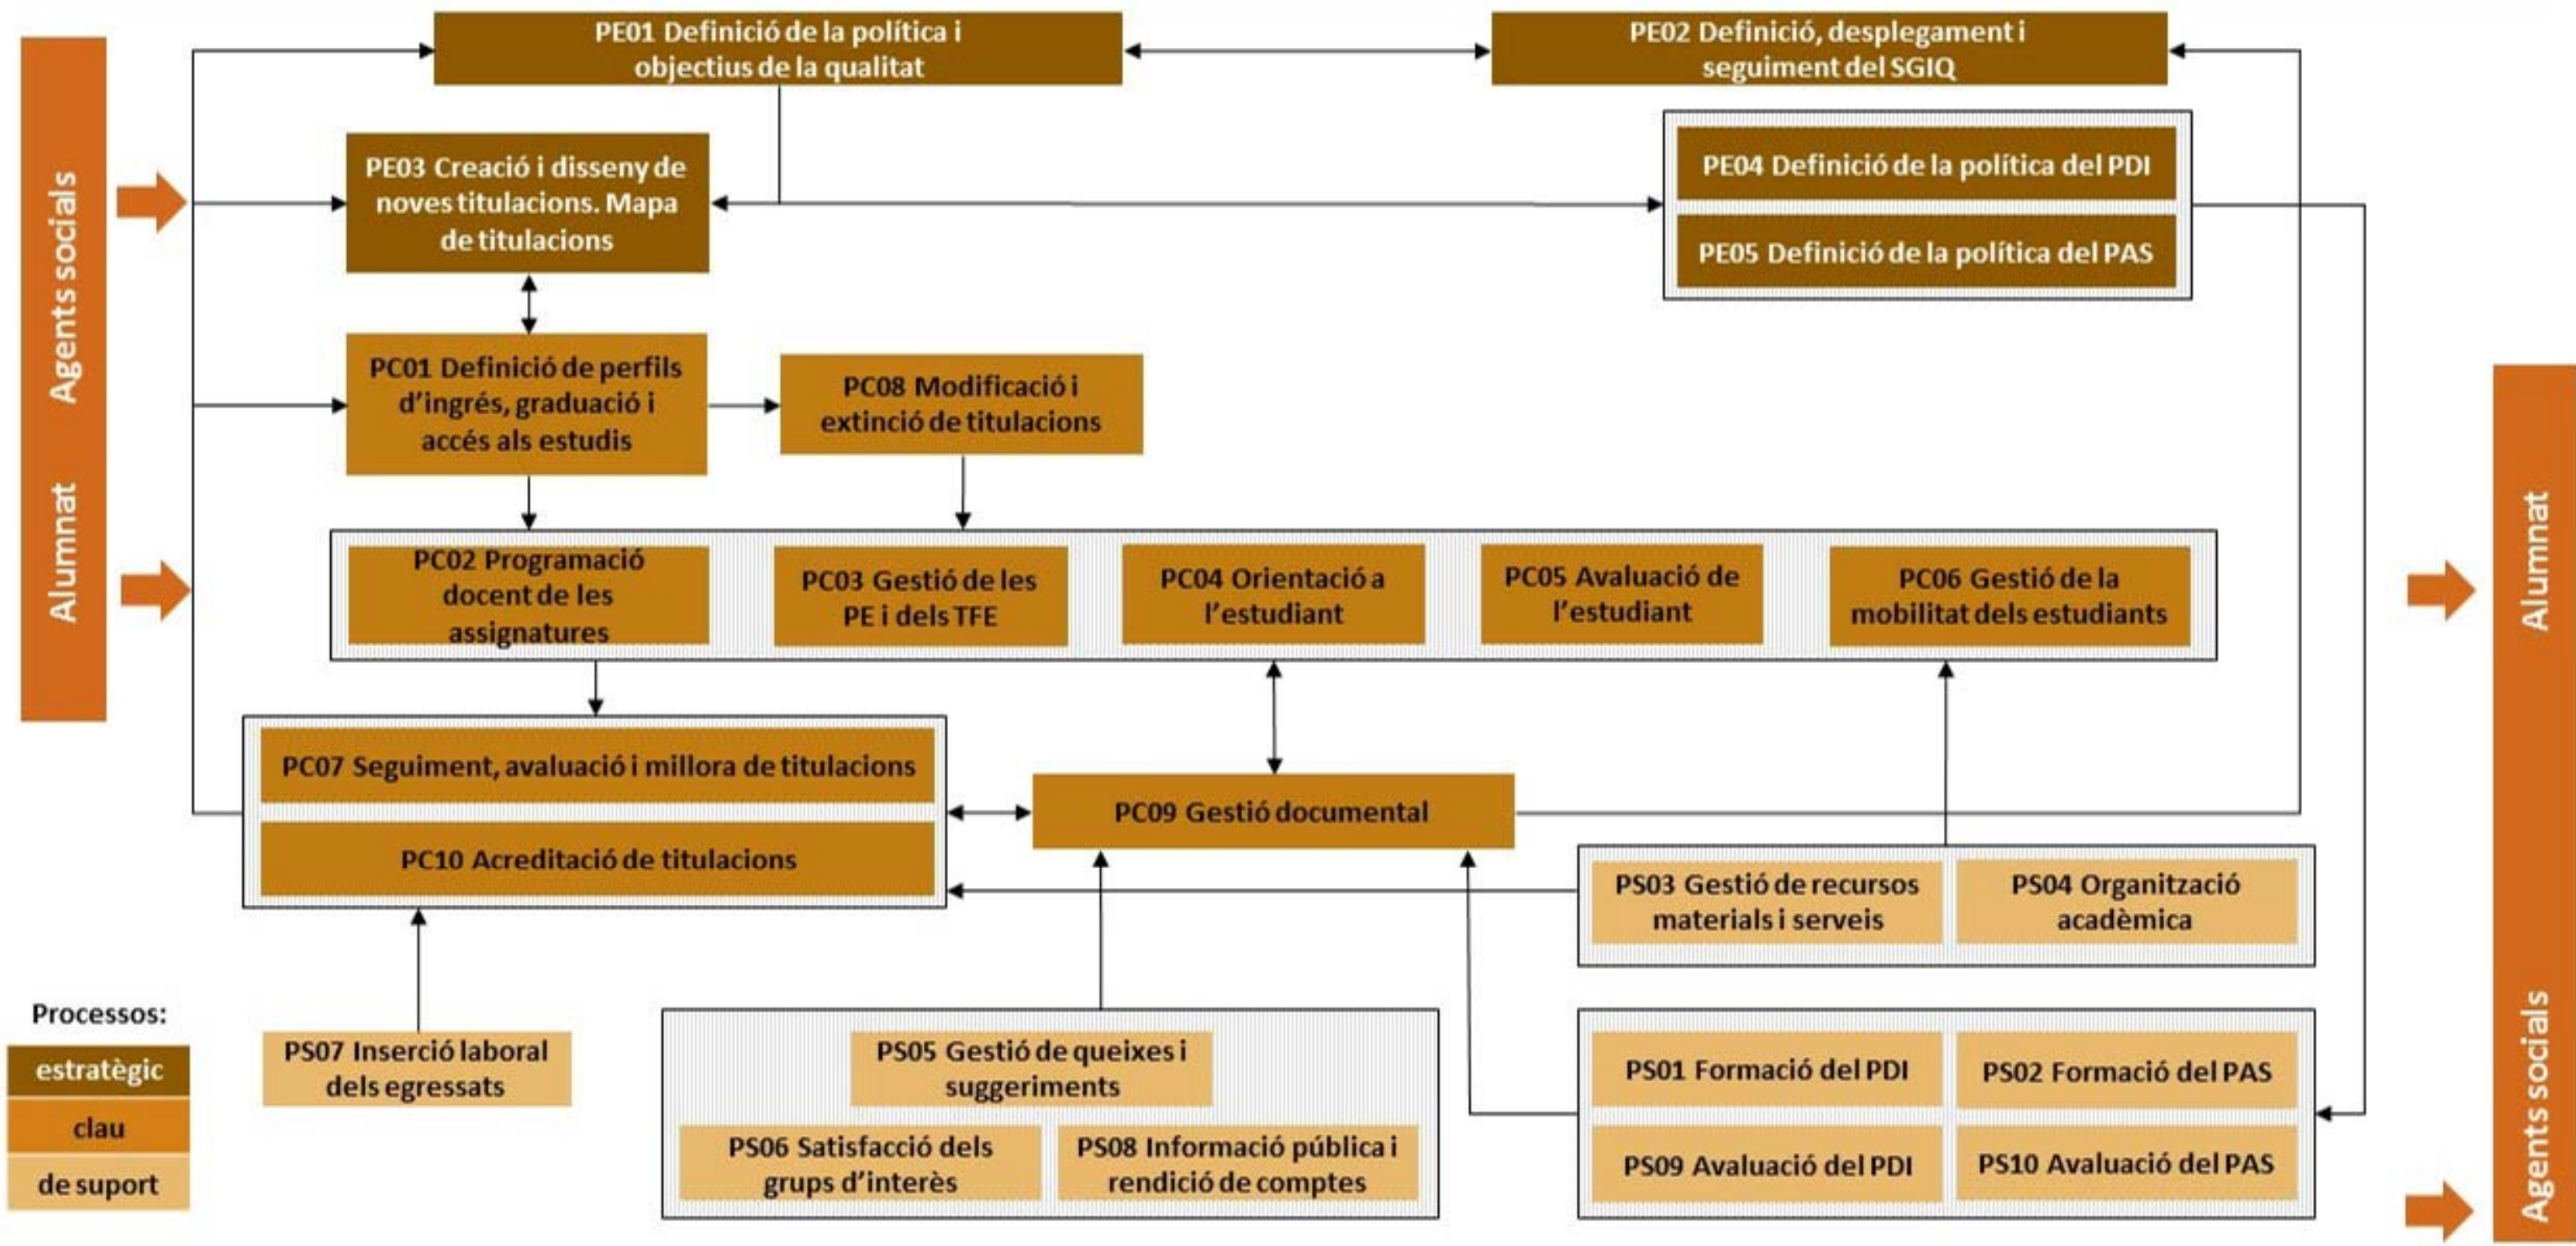 PE01 Definició de la política i
objectius de la qualitat
PE02 Definició, desplegament i
seguiment del SGIQ
Agents socials
Alumnat
PE03 Creació i disseny de
noves titulacions. Mapa
de titulacions
PE04 Definició de la política del PDI
PE05 Definició de la política del PAS
PC01 Definició de perfils
d'ingrés, graduació i
accés als estudis
PC08 Modificació i
extinció de titulacions
PC02 Programació
docent de les
assignatures
PC03 Gestió de les
PE i dels TFE
PC04 Orientació a
l'estudiant
PC05 Avaluació de
l'estudiant
PC06 Gestió de la
mobilitat dels estudiants
PC07 Seguiment, avaluació i millora de titulacions
PC10 Acreditació de titulacions
PC09 Gestió documental
PS03 Gestió de recursos
materials i serveis
PS04 Organització
acadèmica
PS07 Inserció laboral
dels egressats
PS05 Gestió de queixes i
suggeriments
PS06 Satisfacció dels
grups d'interès
PS08 Informació pública i
rendició de comptes
PS01 Formació del PDI
PS02 Formació del PAS
PS09 Avaluació del PDI
PS10 Avaluació del PAS
Alumnat
Agents socials
Processos:
estratègic
clau
de suport